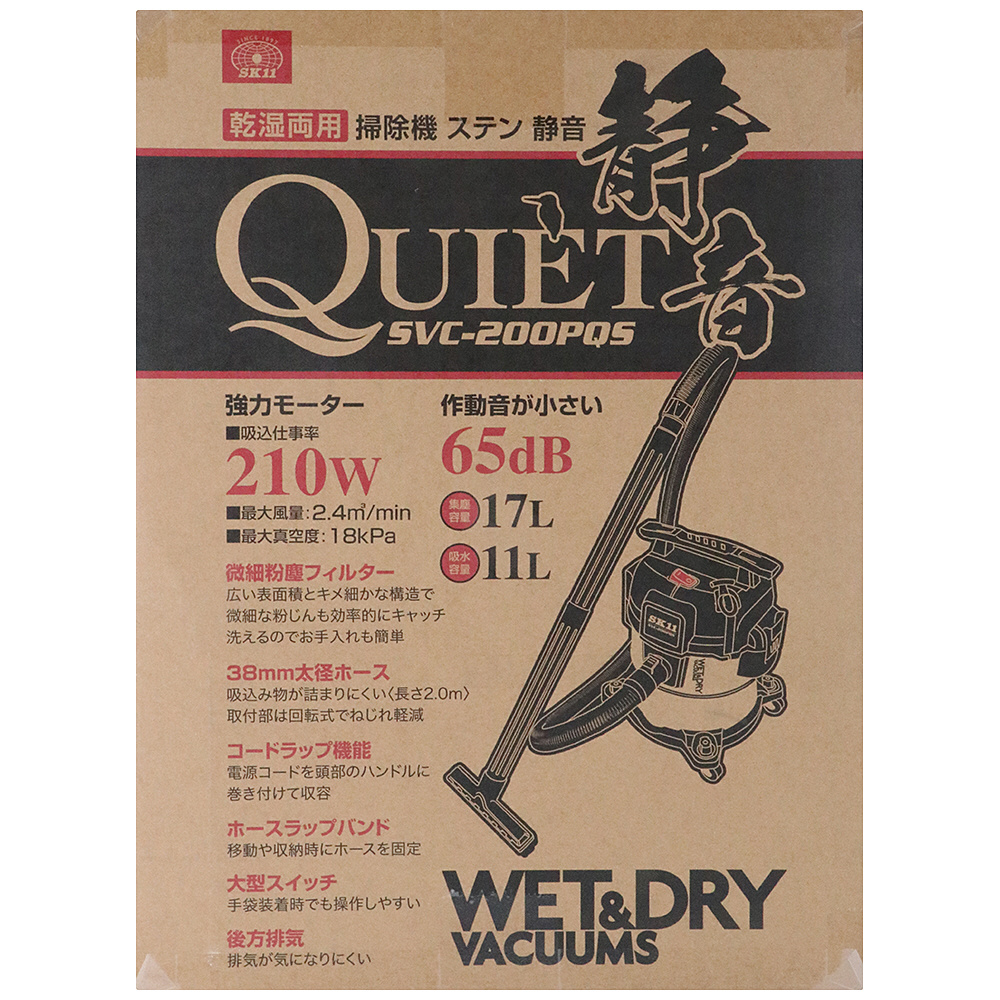 SINCE 1997
SK11
乾湿両用 掃除機 ステン 静音
静音
QUIET
SVC-200PQS
強力モーター
■吸込仕事率
210W
■最大風量:2.4㎥/min
■最大真空度:18kPa
作動音が小さい
65dB
集塵容量 17L
吸水容量 11L
微細粉塵フィルター
広い表面積とキメ細かな構造で
微細な粉じんも効率的にキャッチ
洗えるのでお手入れも簡単
38mm太径ホース
吸込み物が詰まりにくい〈長さ2.0m〉
取付部は回転式でねじれ軽減
コードラップ機能
電源コードを頭部のハンドルに
巻き付けて収容
ホースラップバンド
移動や収納時にホースを固定
大型スイッチ
手袋装着時でも操作しやすい
後方排気
排気が気になりにくい
SK11
SVC-200PQS
WET&DRY
WET&DRY
VACUUMS